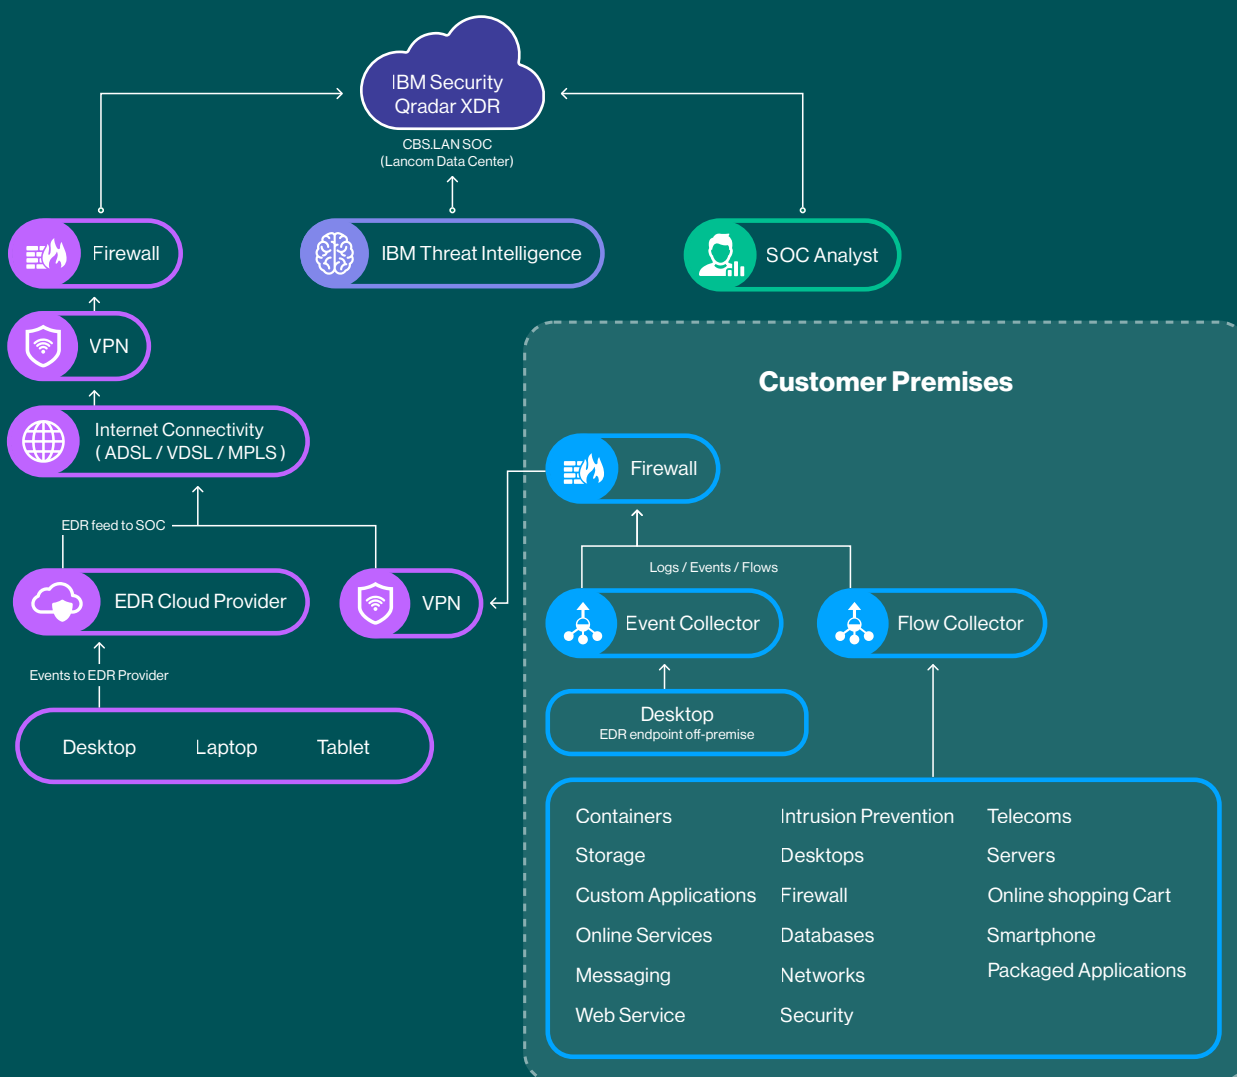 IBM Security
Qradar XDR
CBS.LAN SOC
(Lancom Data Center)
Firewall
IBM Threat Intelligence
SOC Analyst
VPN
Internet Connectivity
( ADSL / VDSL / MPLS )
EDR feed to SOC
EDR Cloud Provider
VPN
Events to EDR Provider
Desktop
Laptop
Tablet
Customer Premises
Firewall
Logs / Events / Flows
Event Collector
Flow Collector
Desktop
EDR endpoint off-premise
Containers
Storage
Custom Applications
Online Services
Messaging
Web Service
Intrusion Prevention
Desktops
Firewall
Databases
Networks
Security
Telecoms
Servers
Online shopping Cart
Smartphone
Packaged Applications